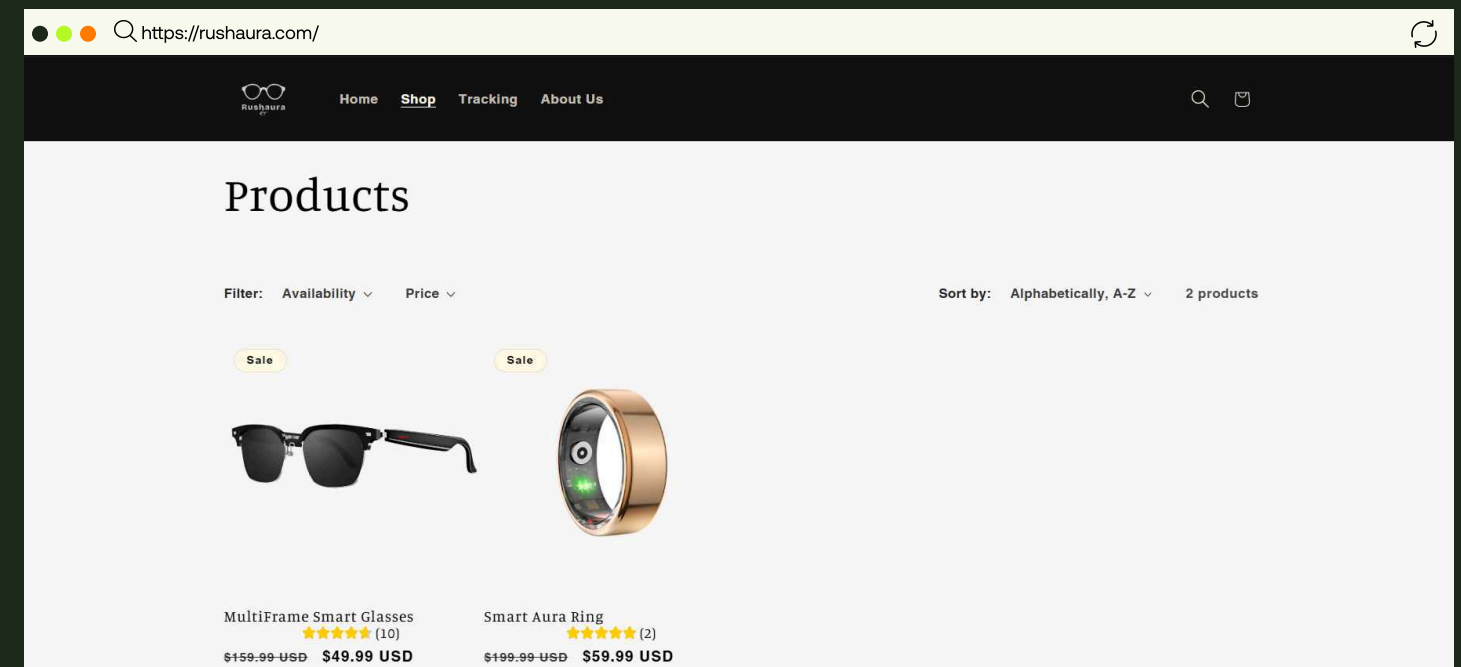 https://rushaura.com/
Rushaura
Home Shop Tracking About Us
Products
Filter: Availability Price Sort by: Alphabetically, A-Z 2 products
Sale Sale
MultiFrame Smart Glasses Smart Aura Ring
(10) (2)
$159.99 USD $49.99 USD $199.99 USD $59.99 USD